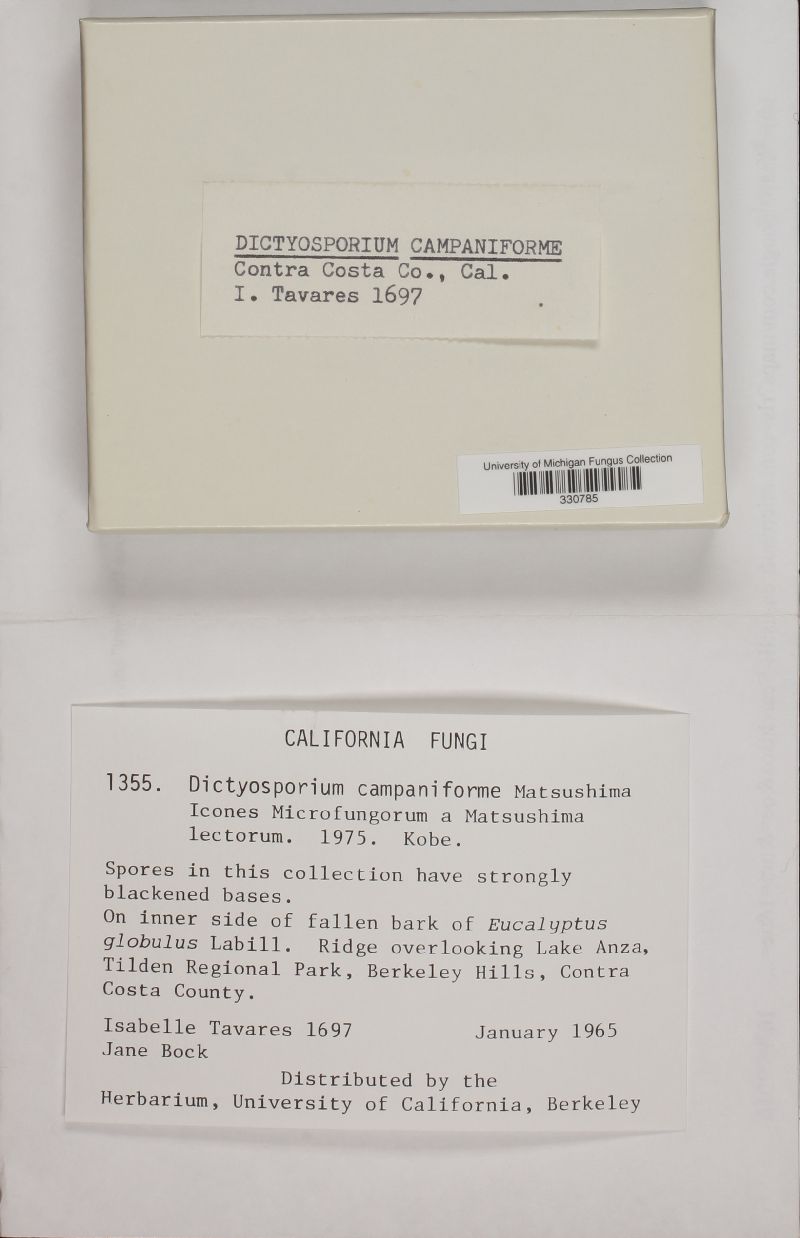 DICTYOSPORIUM CAMPANIFORME
Contra Costa Co., Cal.
I. Tavares 1697
University of Michigan Fungus Collection
330785
CALIFORNIA FUNGI
1355. Dictyosporium campaniforme Matsushima
Icones Microfungorum a Matsushima
lectorum. 1975. Kobe.
Spores in this collection have strongly
blackened bases.
On inner side of fallen bark of Eucalyptus
globulus Labill. Ridge overlooking Lake Anza,
Tilden Regional Park, Berkeley Hills, Contra
Costa County.
Isabelle Tavares 1697 January 1965
Jane Bock
Distributed by the
Herbarium, University of California, Berkeley